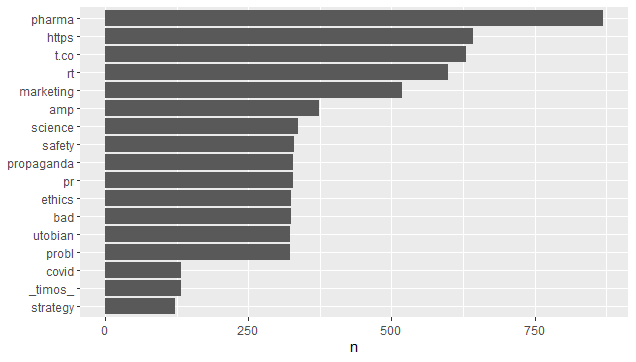 pharma
https
t.co
rt
marketing
amp
science
safety
propaganda
pr
ethics
bad
utobian
probl
covid
_timos_
strategy
0 250 500 750
n